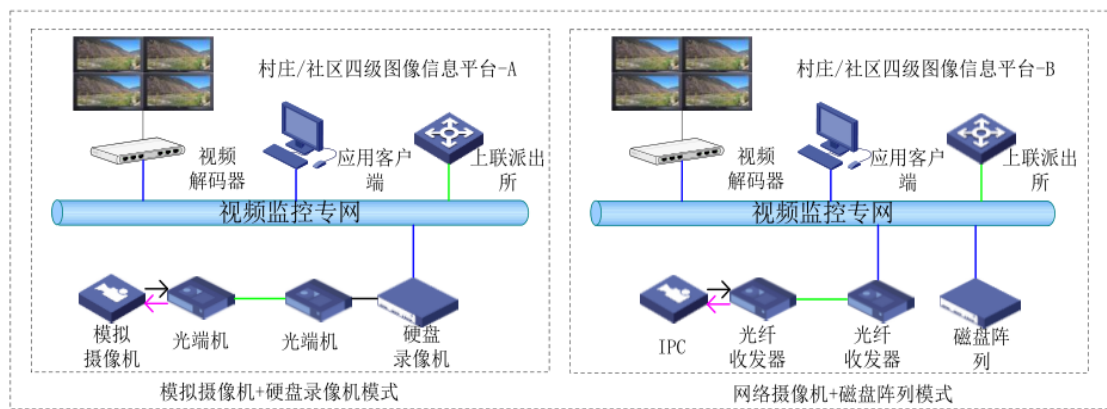 村庄/社区四级图像信息平台-A
视频
解码器
应用客户
端
上联派出
所
视频监控专网
模拟
摄像机
光端机
光端机
硬盘
录像机
模拟摄像机+硬盘录像机模式
村庄/社区四级图像信息平台-B
视频
解码器
应用客户
端
上联派出
所
视频监控专网
IPC
光纤
收发器
光纤
收发器
磁盘阵
列
网络摄像机+磁盘阵列模式